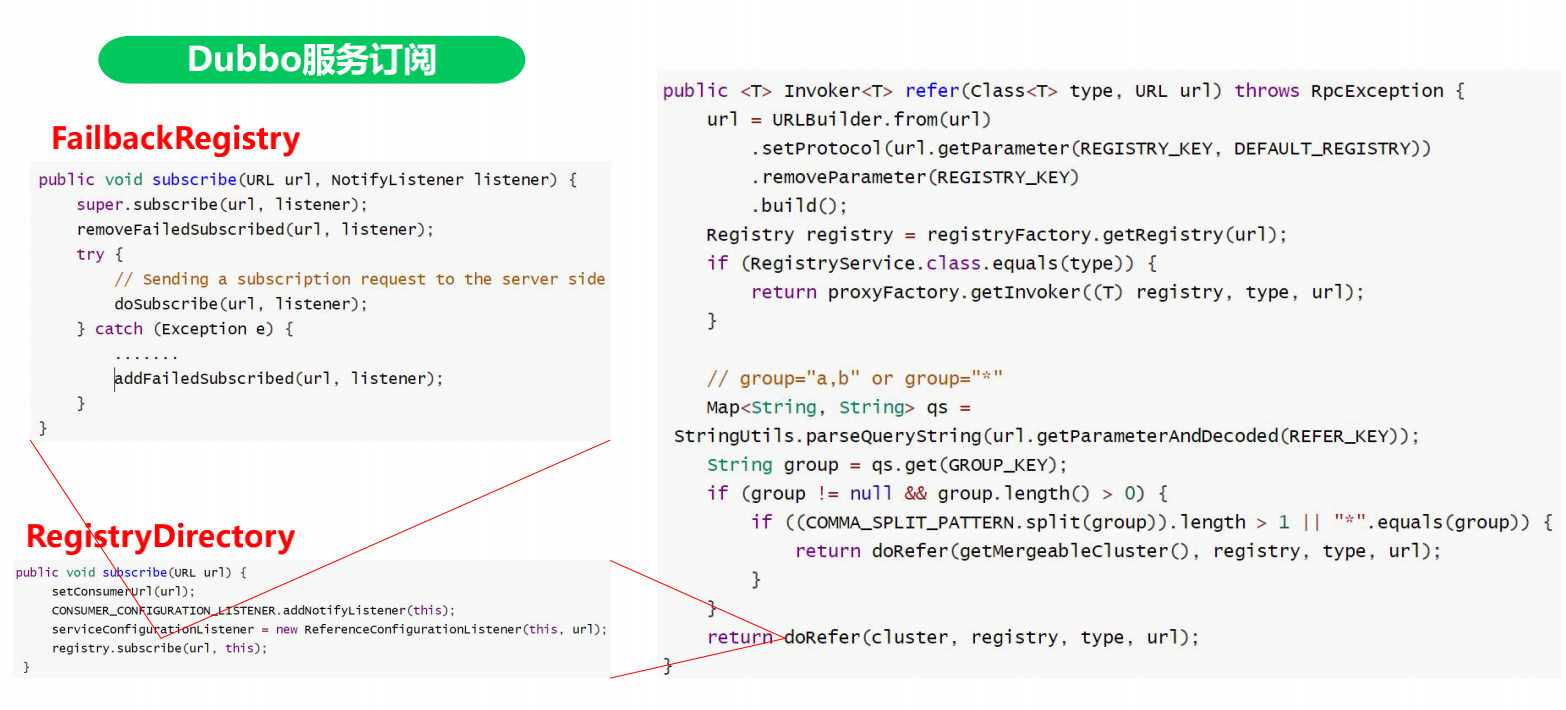 Dubbo服务订阅
FailbackRegistry
public void subscribe(URL url, NotifyListener listener) {
super.subscribe(url, listener);
removeFailedSubscribed(url, listener);
try {
// Sending a subscription request to the server side
doSubscribe(url, listener);
} catch (Exception e) {
.......
addFailedSubscribed(url, listener);
}
}
RegistryDirectory
public void subscribe(URL url) {
setConsumerUrl(url);
CONSUMER_CONFIGURATION_LISTENER.addNotifyListener(this);
serviceConfigurationListener = new ReferenceConfigurationListener(this, url);
registry.subscribe(url, this);
}
public <T> Invoker<T> refer(Class<T> type, URL url) throws RpcException {
url = URLBuilder.from(url)
.setProtocol(url.getParameter(REGISTRY_KEY, DEFAULT_REGISTRY))
.removeParameter(REGISTRY_KEY)
.build();
Registry registry = registryFactory.getRegistry(url);
if (RegistryService.class.equals(type)) {
return proxyFactory.getInvoker((T) registry, type, url);
}
// group="a,b" or group="*"
Map<String, String> qs =
StringUtils.parseQueryString(url.getParameterAndDecoded(REFER_KEY));
String group = qs.get(GROUP_KEY);
if (group != null && group.length() > 0) {
if ((COMMA_SPLIT_PATTERN.split(group)).length > 1 || "*".equals(group)) {
return doRefer(getMergeableCluster(), registry, type, url);
}
}
return doRefer(cluster, registry, type, url);
}